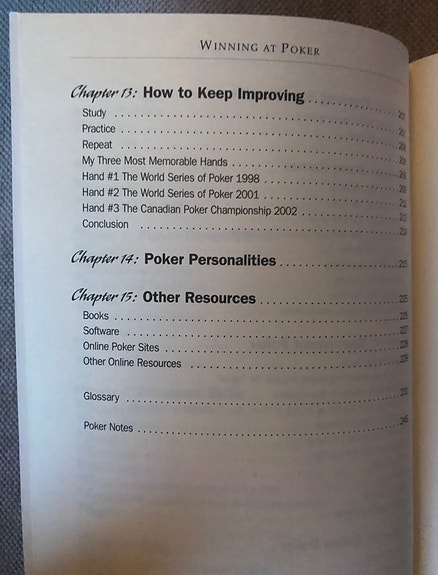 WINNING AT POKER
Chapter 13: How to Keep Improving
Study
Practice
Repeat
My Three Most Memorable Hands
Hand #1 The World Series of Poker 1998
Hand #2 The World Series of Poker 2001
Hand #3 The Canadian Poker Championship 2002
Conclusion
Chapter 14: Poker Personalities
Chapter 15: Other Resources
Books
Software
Online Poker Sites
Other Online Resources
Glossary
Poker Notes